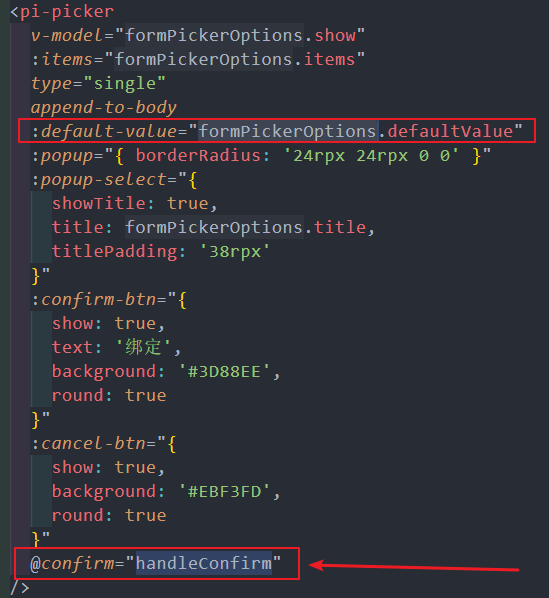 <pi-picker
v-model="formPickerOptions.show"
:items="formPickerOptions.items"
type="single"
append-to-body
:default-value="formPickerOptions.defaultValue"
:popup="{ borderRadius: '24rpx 24rpx 0 0' }"
:popup-select="{
showTitle: true,
title: formPickerOptions.title,
titlePadding: '38rpx'
}"
:confirm-btn="{
show: true,
text: '绑定',
background: '#3D88EE',
round: true
}"
:cancel-btn="{
show: true,
background: '#EBF3FD',
round: true
}"
@confirm="handleConfirm"
/>